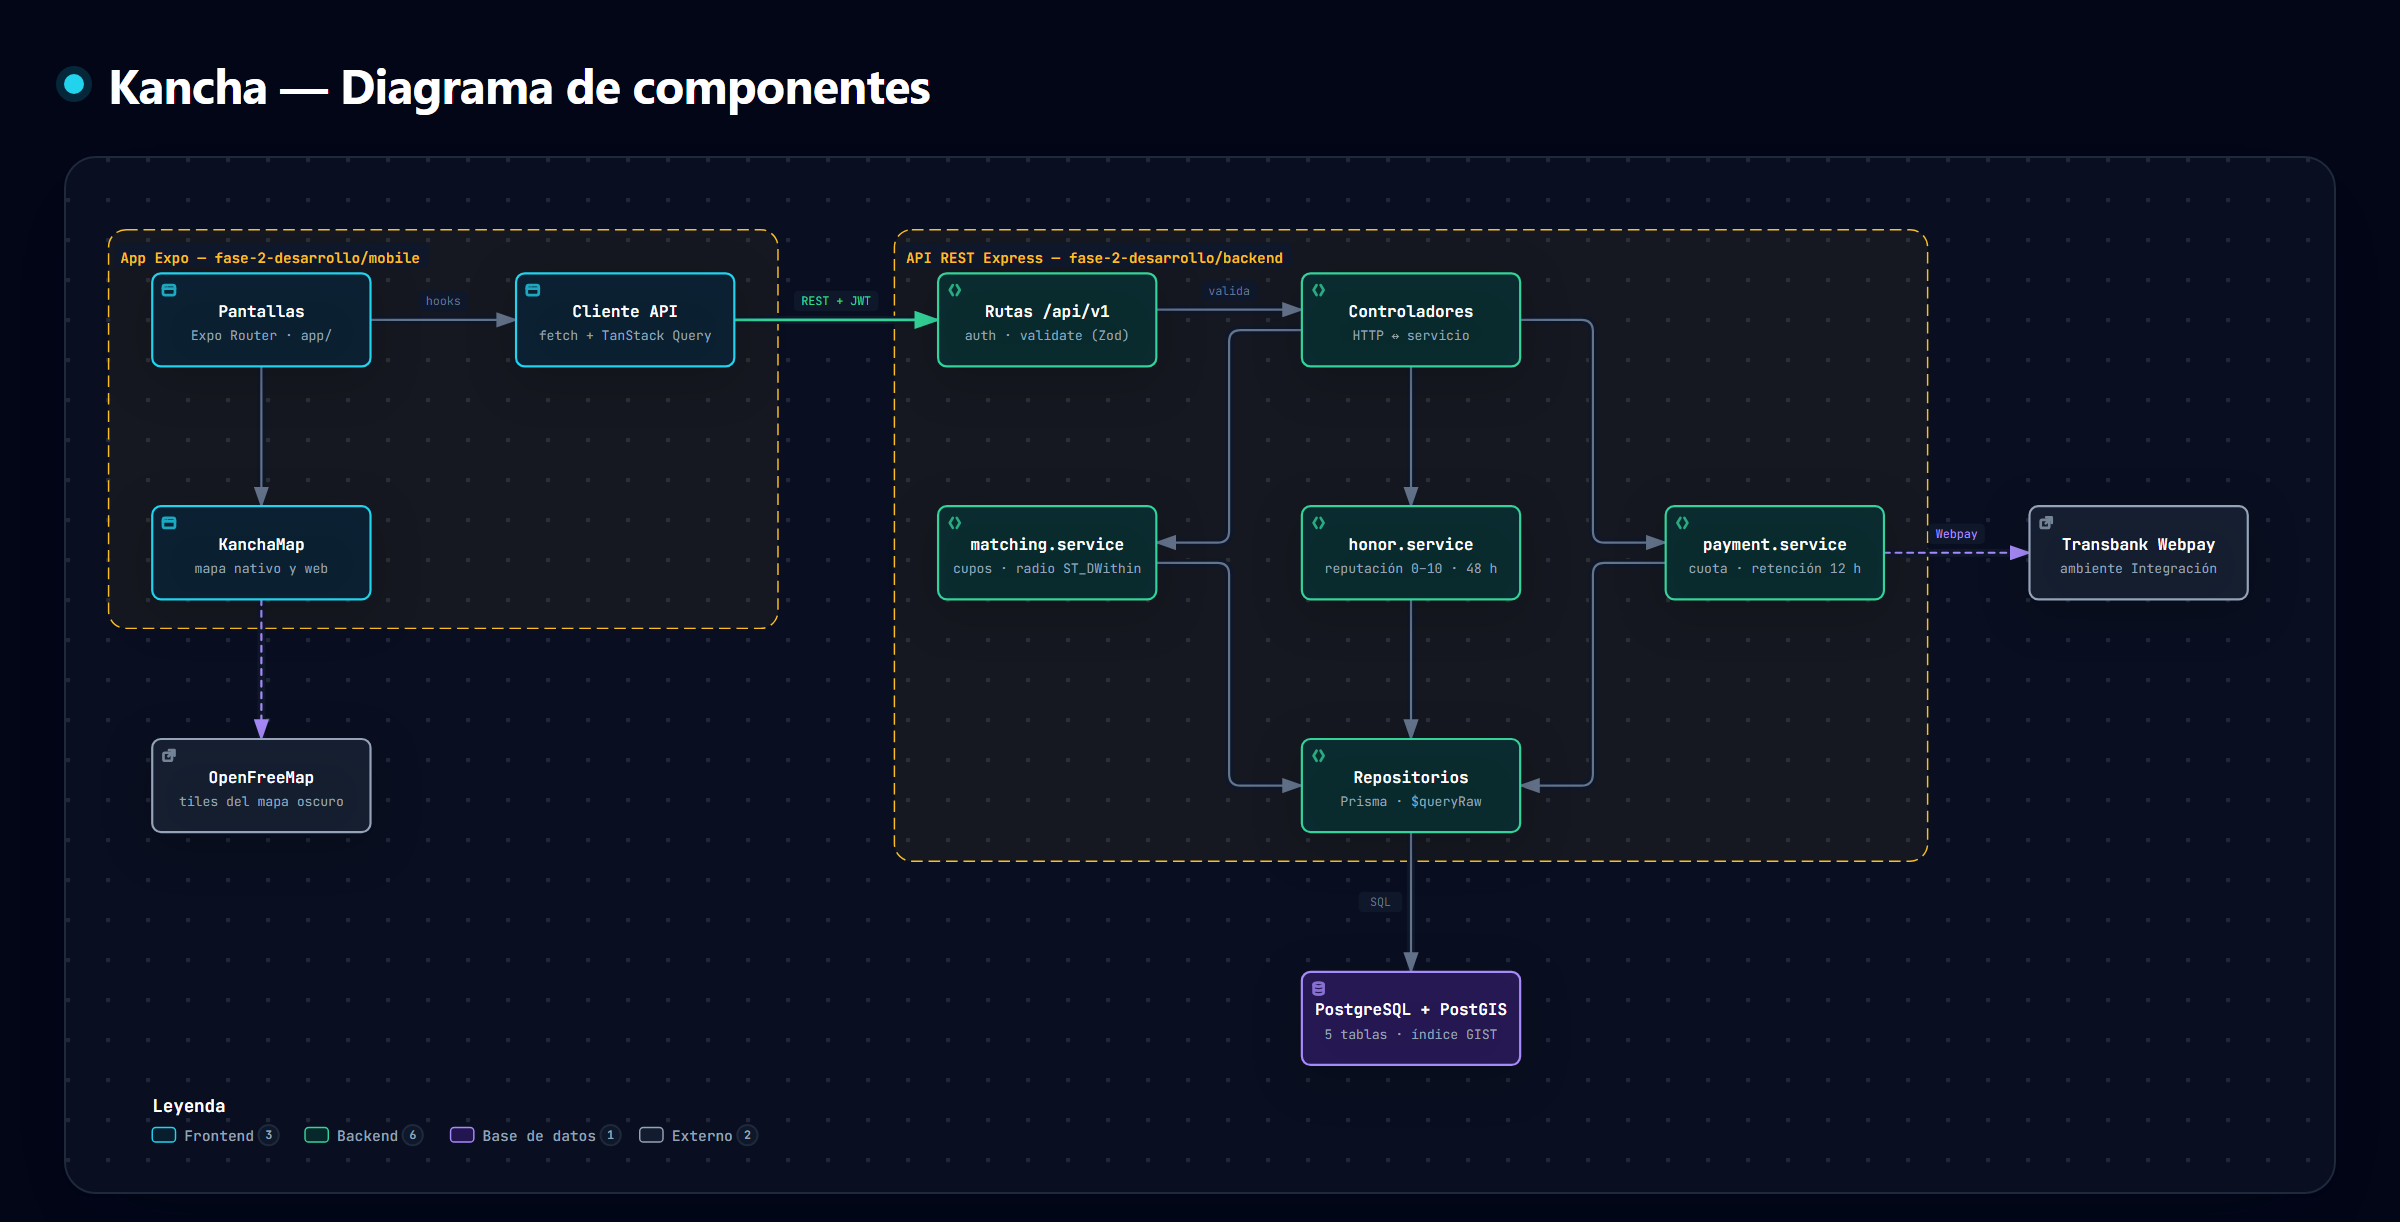 Kancha — Diagrama de componentes
App Expo — fase-2-desarrollo/mobile
Pantallas
Expo Router · app/
hooks
Cliente API
fetch + TanStack Query
REST + JWT
KanchaMap
mapa nativo y web
OpenFreeMap
tiles del mapa oscuro
API REST Express — fase-2-desarrollo/backend
Rutas /api/v1
auth · validate (Zod)
valida
Controladores
HTTP ↔ servicio
matching.service
cupos · radio ST_DWithin
honor.service
reputación 0–10 · 48 h
payment.service
cuota · retención 12 h
Webpay
Transbank Webpay
ambiente Integración
Repositorios
Prisma · $queryRaw
SQL
PostgreSQL + PostGIS
5 tablas · índice GIST
Leyenda
Frontend 3 Backend 6 Base de datos 1 Externo 2